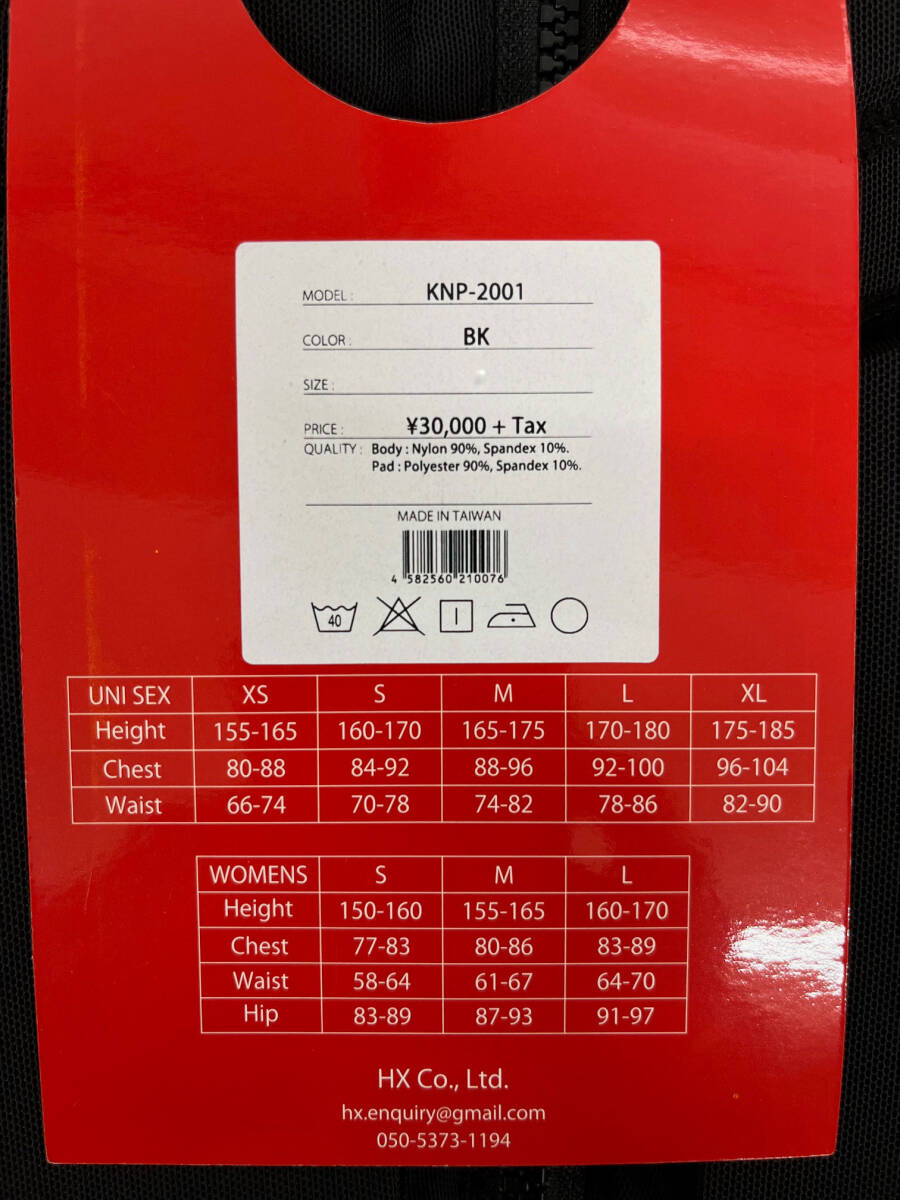 MODEL : KNP-2001
COLOR : BK
SIZE :
PRICE : ¥30,000 + Tax
QUALITY : Body : Nylon 90%, Spandex 10%.
Pad : Polyester 90%, Spandex 10%.
MADE IN TAIWAN
4 582560 210076
40
UNI SEX XS S M L XL
Height 155-165 160-170 165-175 170-180 175-185
Chest 80-88 84-92 88-96 92-100 96-104
Waist 66-74 70-78 74-82 78-86 82-90
WOMENS S M L
Height 150-160 155-165 160-170
Chest 77-83 80-86 83-89
Waist 58-64 61-67 64-70
Hip 83-89 87-93 91-97
HX Co., Ltd.
hx.enquiry@gmail.com
050-5373-1194